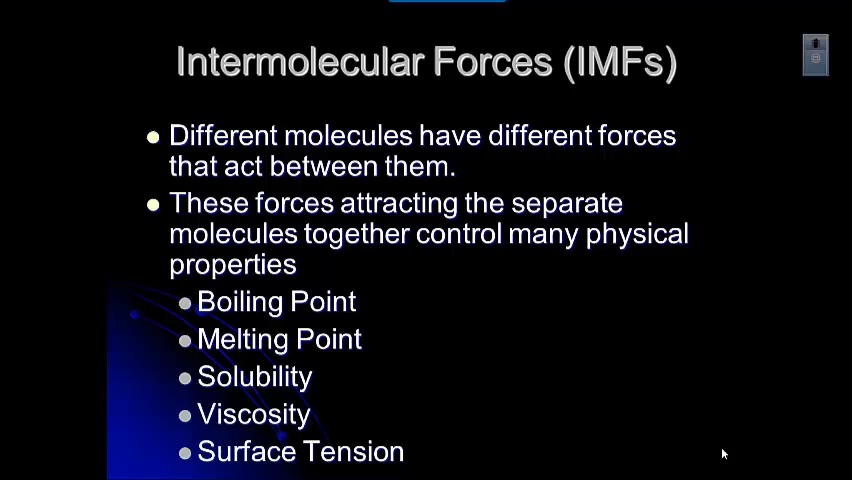 Intermolecular Forces (IMFs)
Different molecules have different forces
that act between them.
These forces attracting the separate
molecules together control many physical
properties
Boiling Point
Melting Point
Solubility
Viscosity
Surface Tension